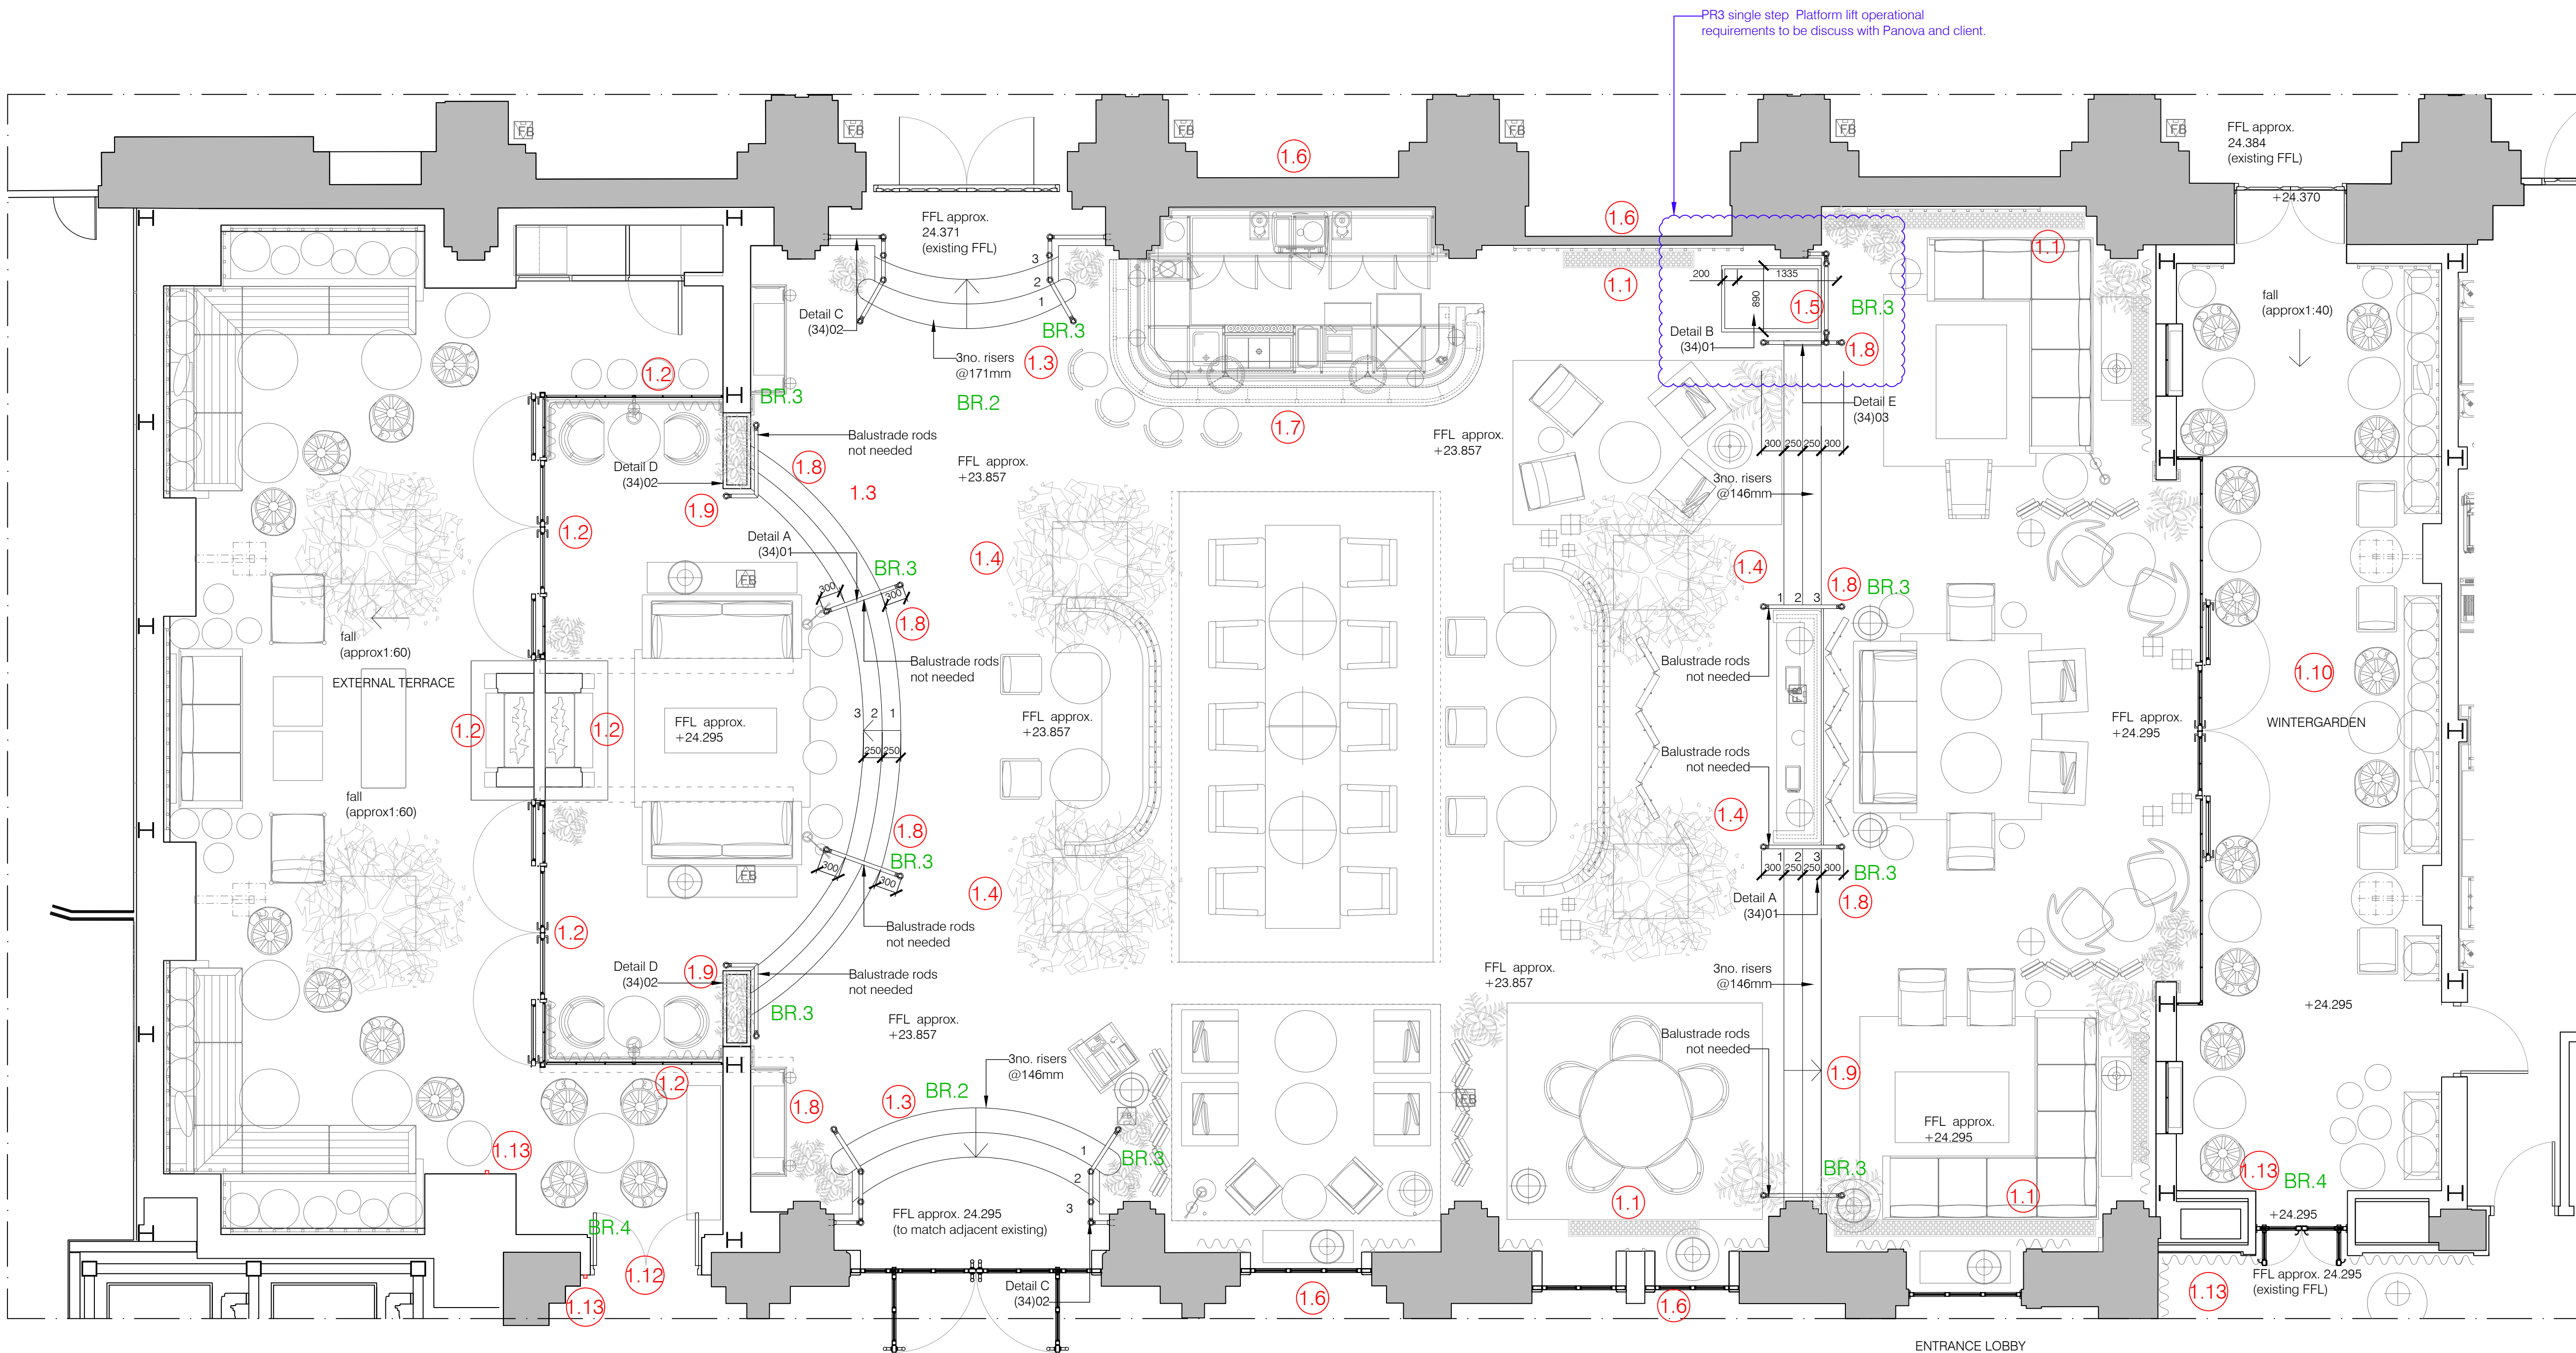 PR3 single step  Platform lift operational
requirements to be discuss with Panova and client.
FB
FB
FB
FB
FB
FB
FFL approx.
24.384
(existing FFL)
+24.370
1.6
1.6
1.1
1.1
FFL approx.
24.371
(existing FFL)
3
2
1
Detail C
(34)02
BR.3
3no. risers
@171mm
1.3
BR.2
200
1335
890
1.5
BR.3
Detail B
(34)01
1.8
fall
(approx1:40)
1.2
BR.3
1.7
Detail E
(34)03
300
250
250
300
Balustrade rods
not needed
1.8
FFL  approx.
+23.857
FFL  approx.
+23.857
Detail D
(34)02
1.3
3no. risers
@146mm
1.9
1.2
Detail A
(34)01
BR.3
1.4
1.4
300
300
FB
1.8
1.8
BR.3
1
2
3
fall
(approx1:60)
EXTERNAL TERRACE
Balustrade rods
not needed
Balustrade rods
not needed
FB
1.10
1.2
1.2
FFL  approx.
+24.295
3
2
1
250
250
FFL  approx.
+23.857
FFL  approx.
+24.295
WINTERGARDEN
Balustrade rods
not needed
fall
(approx1:60)
1.4
1.8
BR.3
300
300
FB
1
2
3
300
250
250
300
BR.3
1.4
Detail A
(34)01
1.8
1.2
Balustrade rods
not needed
Detail D
(34)02
1.9
Balustrade rods
not needed
BR.3
FFL  approx.
+23.857
FFL  approx.
+23.857
3no. risers
@146mm
+24.295
Balustrade rods
not needed
1.9
3no. risers
@146mm
1.2
1.8
1.3
BR.2
FB
FB
FFL  approx.
+24.295
1.13
1
2
3
BR.3
BR.3
1.13
BR.4
1.1
1.1
FFL approx. 24.295
(to match adjacent existing)
+24.295
BR.4
1.12
1.13
Detail C
(34)02
1.6
1.6
FFL approx. 24.295
(existing FFL)
1.13
ENTRANCE LOBBY